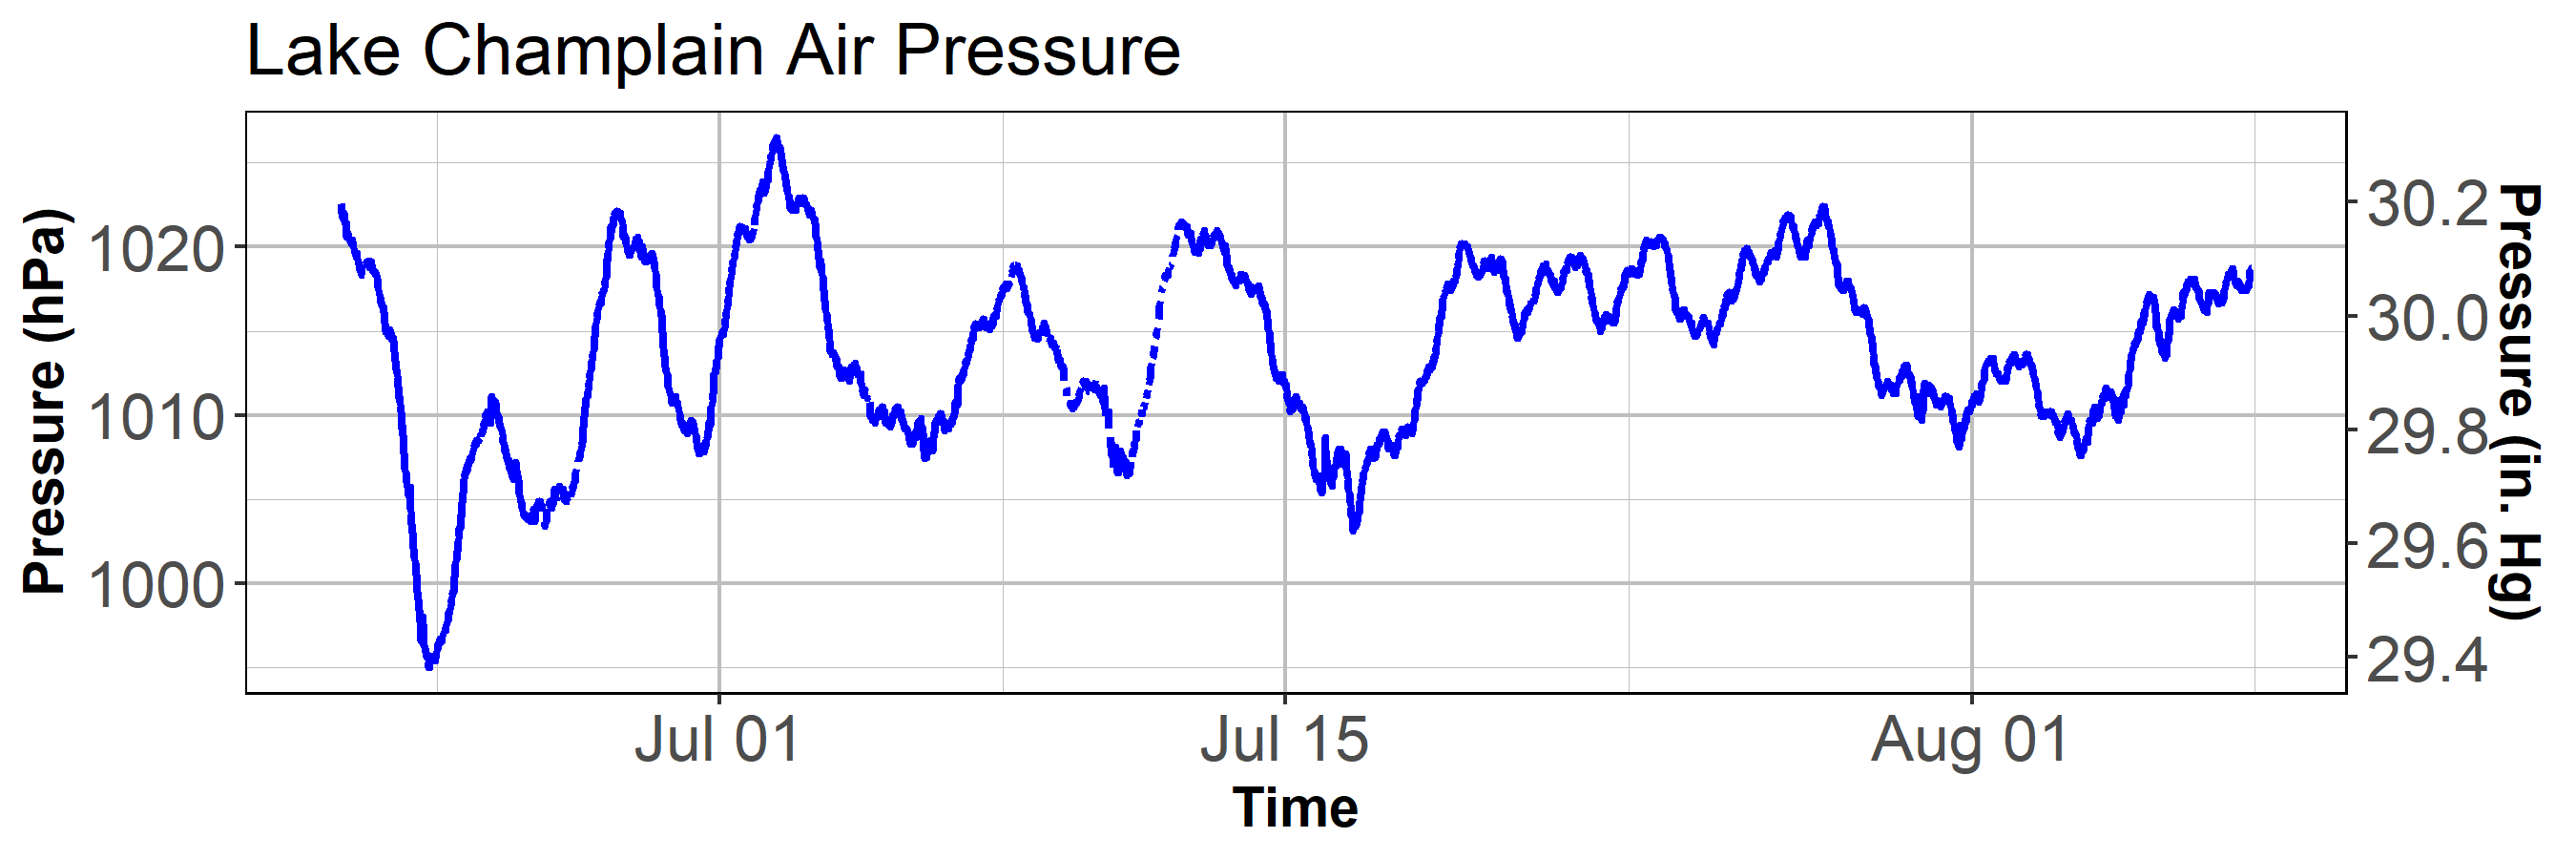 Lake Champlain Air Pressure
Pressure (hPa)
1020
1010
1000
30.2
30.0
29.8
29.6
29.4
Pressure (in. Hg)
Jul 01
Jul 15
Aug 01
Time